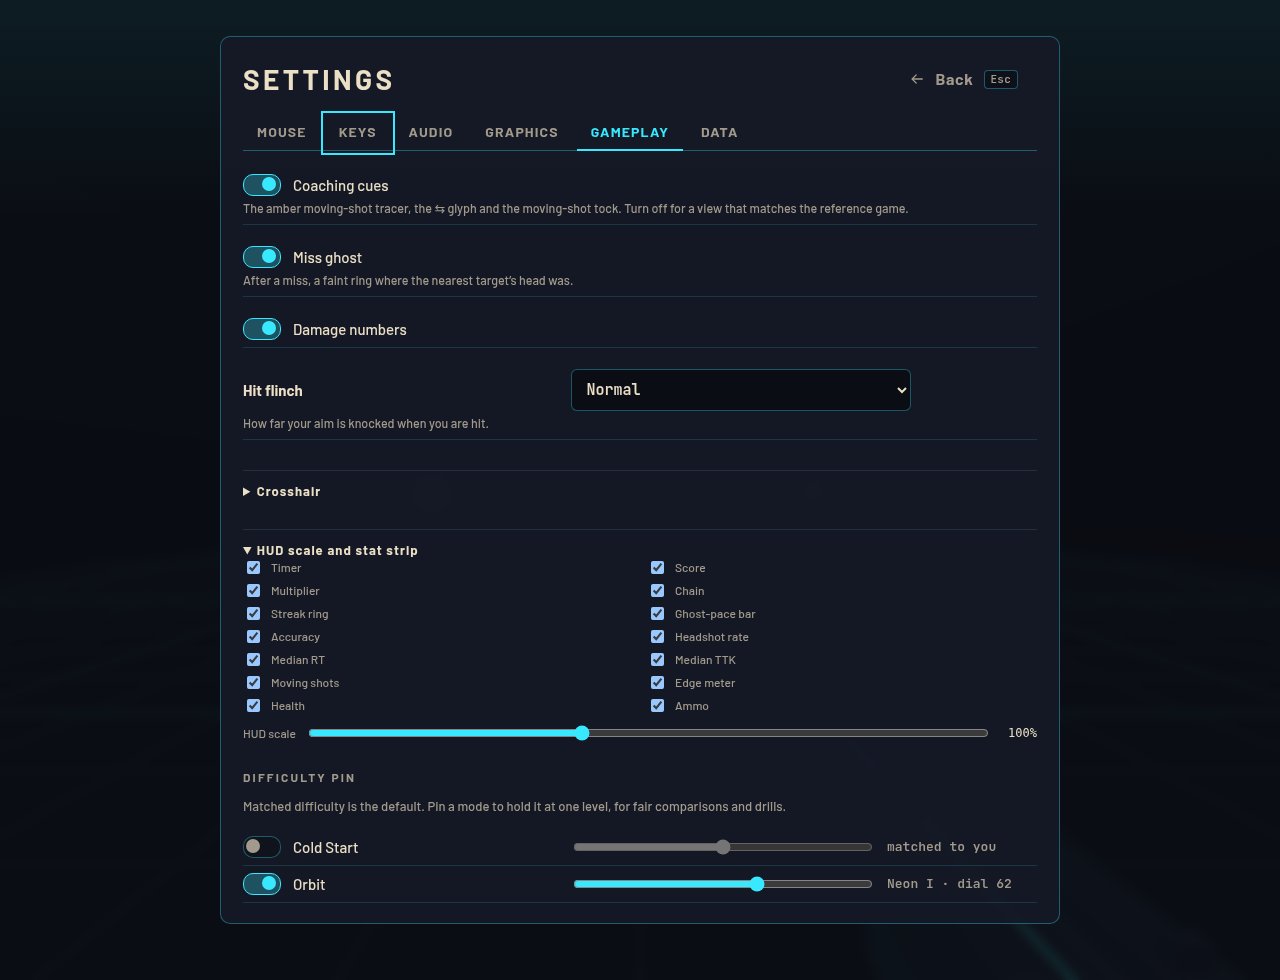 SETTINGS
← Back Esc
MOUSE KEYS AUDIO GRAPHICS GAMEPLAY DATA
Coaching cues
The amber moving-shot tracer, the ⇆ glyph and the moving-shot tock. Turn off for a view that matches the reference game.
Miss ghost
After a miss, a faint ring where the nearest target's head was.
Damage numbers
Hit flinch Normal
How far your aim is knocked when you are hit.
Crosshair
HUD scale and stat strip
Timer Score
Multiplier Chain
Streak ring Ghost-pace bar
Accuracy Headshot rate
Median RT Median TTK
Moving shots Edge meter
Health Ammo
HUD scale 100%
DIFFICULTY PIN
Matched difficulty is the default. Pin a mode to hold it at one level, for fair comparisons and drills.
Cold Start matched to you
Orbit Neon I · dial 62